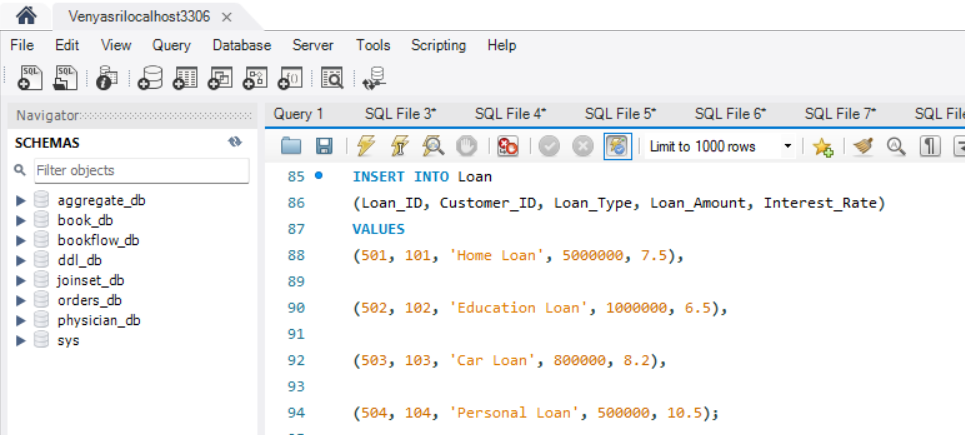 Venyasrilocalhost3306 ×
File Edit View Query Database Server Tools Scripting Help
Navigator
SCHEMAS
Filter objects
aggregate_db
book_db
bookflow_db
ddl_db
joinset_db
orders_db
physician_db
sys
Query 1 SQL File 3* SQL File 4* SQL File 5* SQL File 6* SQL File 7* SQL File
Limit to 1000 rows
85 INSERT INTO Loan
86 (Loan_ID, Customer_ID, Loan_Type, Loan_Amount, Interest_Rate)
87 VALUES
88 (501, 101, 'Home Loan', 5000000, 7.5),
89
90 (502, 102, 'Education Loan', 1000000, 6.5),
91
92 (503, 103, 'Car Loan', 800000, 8.2),
93
94 (504, 104, 'Personal Loan', 500000, 10.5);